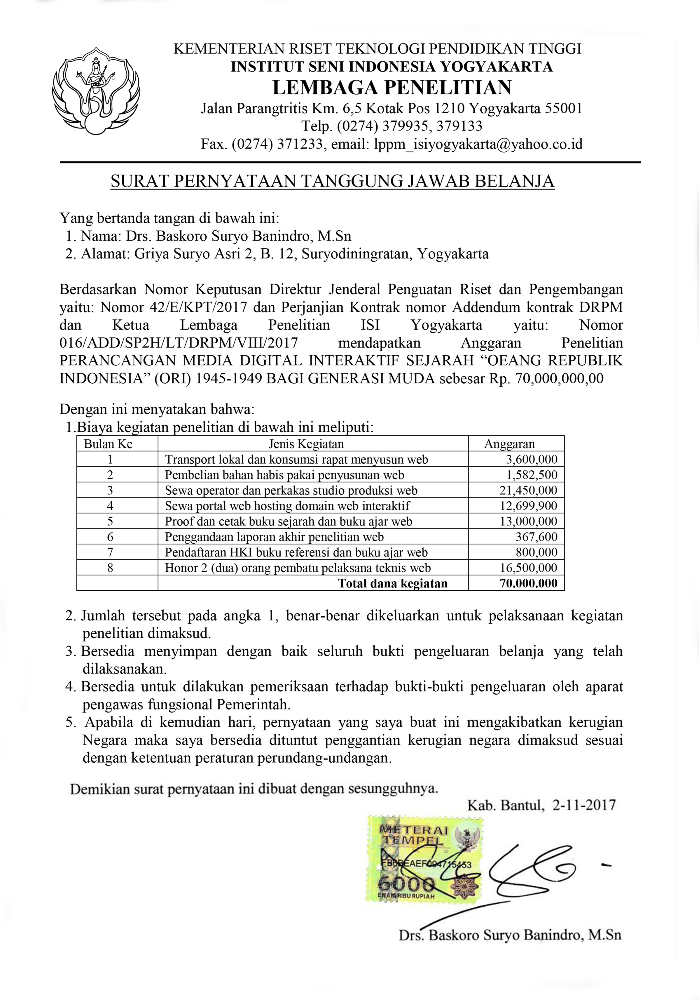 KEMENTERIAN RISET TEKNOLOGI PENDIDIKAN TINGGI
INSTITUT SENI INDONESIA YOGYAKARTA
LEMBAGA PENELITIAN
Jalan Parangtritis Km. 6,5 Kotak Pos 1210 Yogyakarta 55001
Telp. (0274) 379935, 379133
Fax. (0274) 371233, email: lppm_isiyogyakarta@yahoo.co.id
SURAT PERNYATAAN TANGGUNG JAWAB BELANJA
Yang bertanda tangan di bawah ini:
1. Nama: Drs. Baskoro Suryo Banindro, M.Sn
2. Alamat: Griya Suryo Asri 2, B. 12, Suryodiningratan, Yogyakarta
Berdasarkan Nomor Keputusan Direktur Jenderal Penguatan Riset dan Pengembangan
yaitu: Nomor 42/E/KPT/2017 dan Perjanjian Kontrak nomor Addendum kontrak DRPM
dan Ketua Lembaga Penelitian ISI Yogyakarta yaitu: Nomor
016/ADD/SP2H/LT/DRPM/VIII/2017 mendapatkan Anggaran Penelitian
PERANCANGAN MEDIA DIGITAL INTERAKTIF SEJARAH “OEANG REPUBLIK
INDONESIA” (ORI) 1945-1949 BAGI GENERASI MUDA sebesar Rp. 70,000,000,00
Dengan ini menyatakan bahwa:
1.Biaya kegiatan penelitian di bawah ini meliputi:
Bulan Ke Jenis Kegiatan Anggaran
1 Transport lokal dan konsumsi rapat menyusun web 3,600,000
2 Pembelian bahan habis pakai penyusunan web 1,582,500
3 Sewa operator dan perkakas studio produksi web 21,450,000
4 Sewa portal web hosting domain web interaktif 12,699,900
5 Proof dan cetak buku sejarah dan buku ajar web 13,000,000
6 Penggandaan laporan akhir penelitian web 367,600
7 Pendaftaran HKI buku referensi dan buku ajar web 800,000
8 Honor 2 (dua) orang pembatu pelaksana teknis web 16,500,000
Total dana kegiatan 70.000.000
2. Jumlah tersebut pada angka 1, benar-benar dikeluarkan untuk pelaksanaan kegiatan
penelitian dimaksud.
3. Bersedia menyimpan dengan baik seluruh bukti pengeluaran belanja yang telah
dilaksanakan.
4. Bersedia untuk dilakukan pemeriksaan terhadap bukti-bukti pengeluaran oleh aparat
pengawas fungsional Pemerintah.
5. Apabila di kemudian hari, pernyataan yang saya buat ini mengakibatkan kerugian
Negara maka saya bersedia dituntut penggantian kerugian negara dimaksud sesuai
dengan ketentuan peraturan perundang-undangan.
Demikian surat pernyataan ini dibuat dengan sesungguhnya.
Kab. Bantul, 2-11-2017
METERAI
TEMPEL
6000
ENAM RIBU RUPIAH
Drs. Baskoro Suryo Banindro, M.Sn